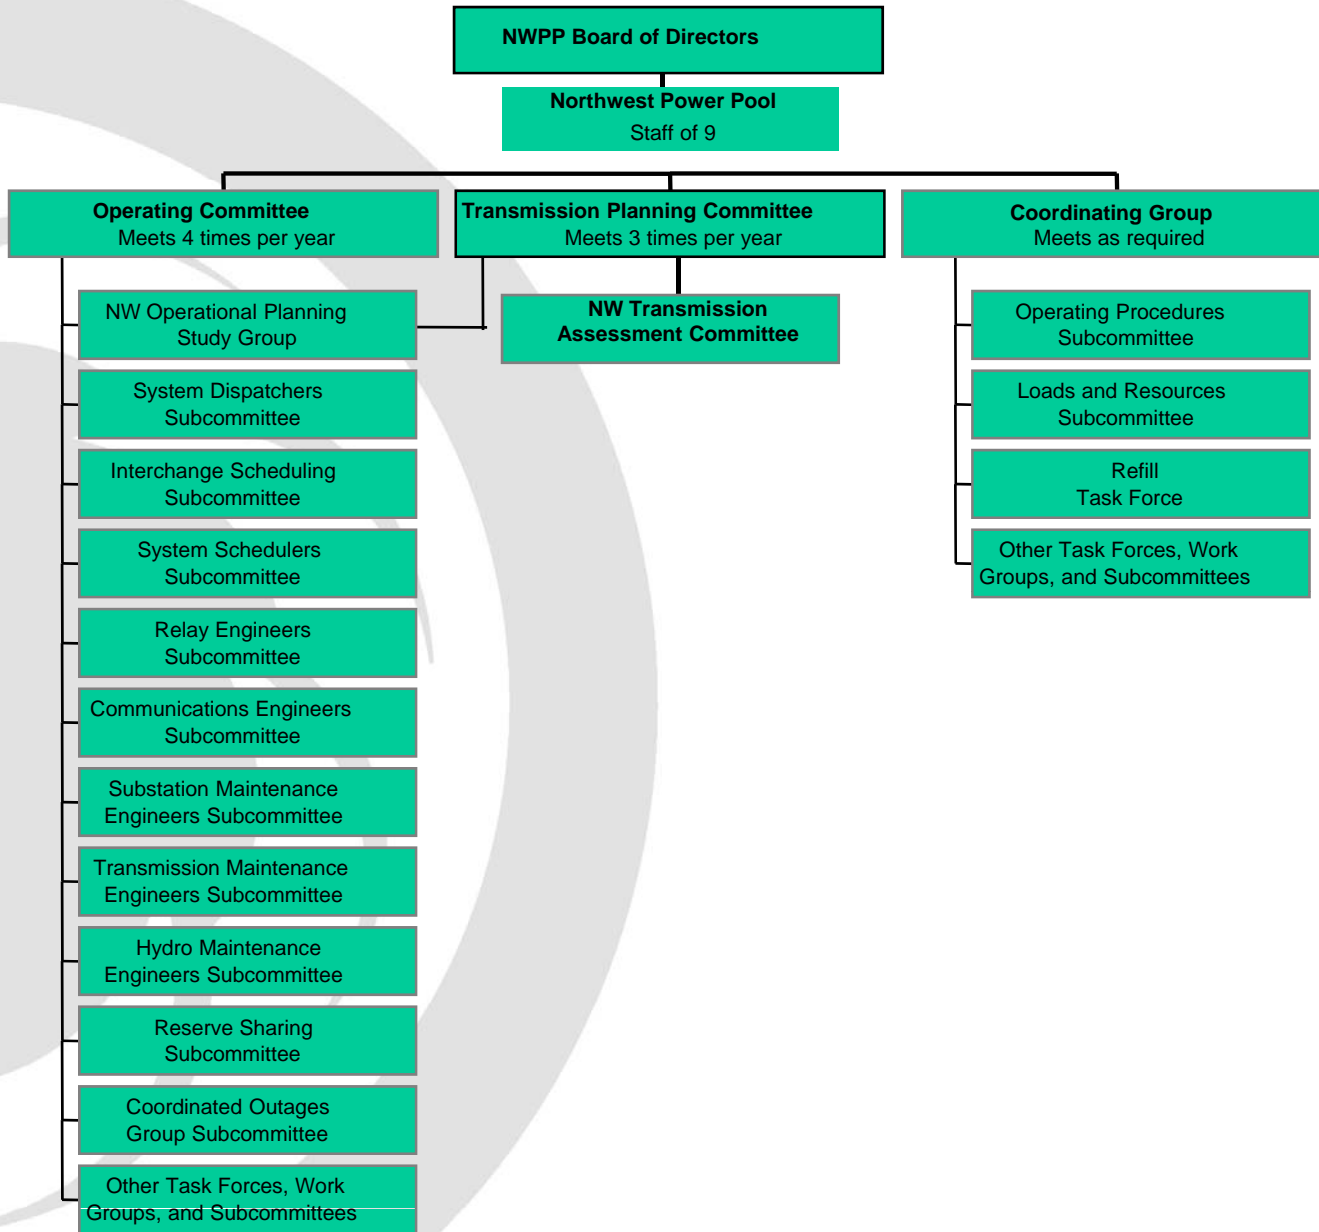 NWPP Board of Directors
Northwest Power Pool
Staff of 9
Operating Committee
Meets 4 times per year
Transmission Planning Committee
Meets 3 times per year
Coordinating Group
Meets as required
NW Operational Planning
Study Group
NW Transmission
Assessment Committee
Operating Procedures
Subcommittee
System Dispatchers
Subcommittee
Loads and Resources
Subcommittee
Interchange Scheduling
Subcommittee
Refill
Task Force
System Schedulers
Subcommittee
Other Task Forces, Work
Groups, and Subcommittees
Relay Engineers
Subcommittee
Communications Engineers
Subcommittee
Substation Maintenance
Engineers Subcommittee
Transmission Maintenance
Engineers Subcommittee
Hydro Maintenance
Engineers Subcommittee
Reserve Sharing
Subcommittee
Coordinated Outages
Group Subcommittee
Other Task Forces, Work
Groups, and Subcommittees